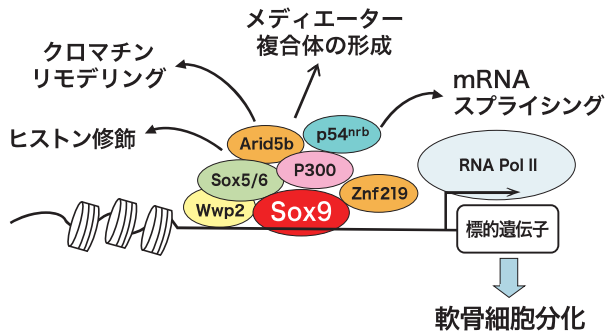 メディエーター
複合体の形成
クロマチン
リモデリング
mRNA
スプライシング
ヒストン修飾
Arid5b
p54nrb
Sox5/6
P300
RNA Pol II
Wwp2
Sox9
Znf219
標的遺伝子
軟骨細胞分化